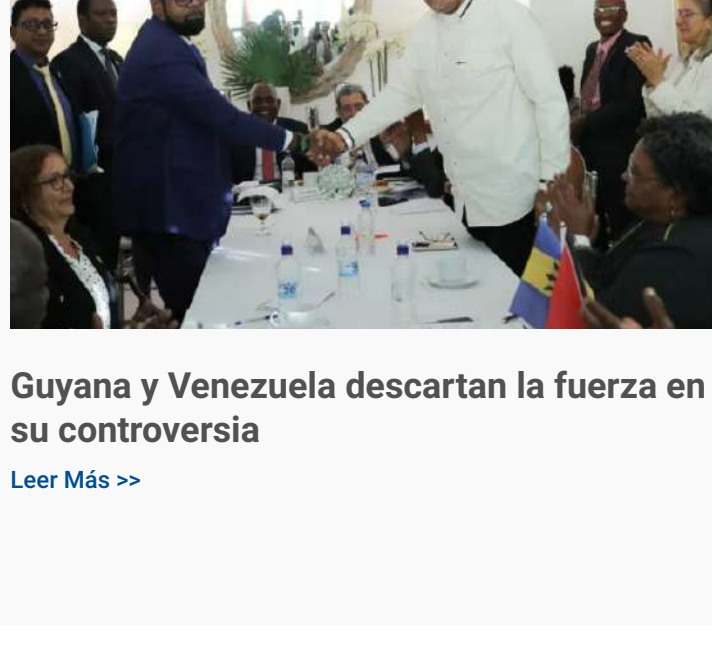 Guyana y Venezuela descartan la fuerza en
su controversia
Leer Más >>